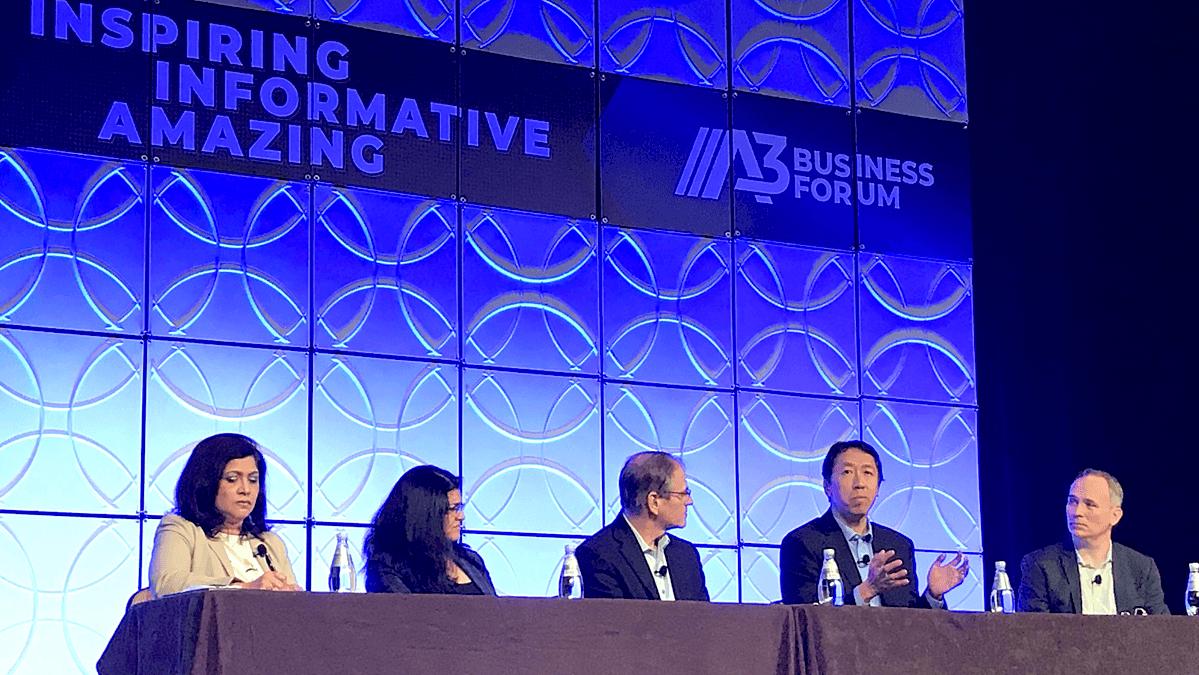 INSPIRING
INFORMATIVE
AMAZING
A3 BUSINESS
FORUM